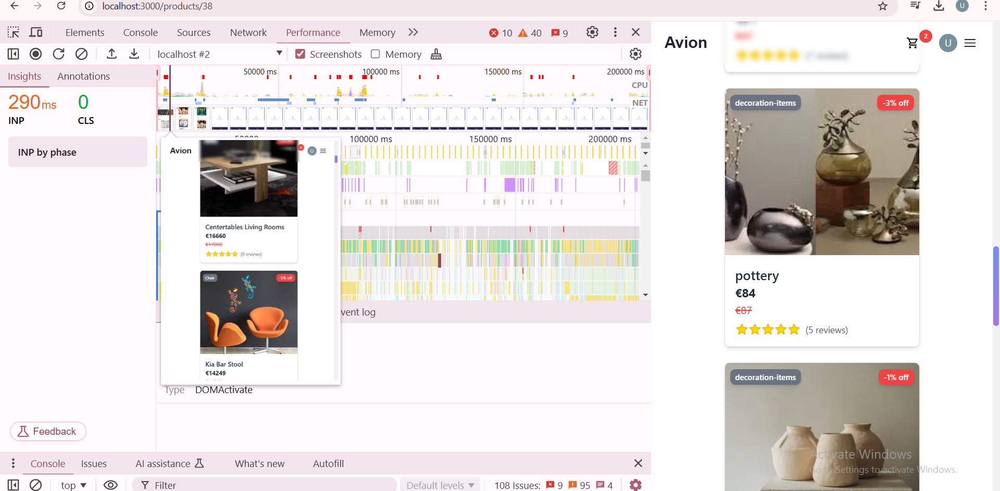 localhost:3000/products/38
U
Elements
Console
Sources
Network
Performance
Memory
10
40
9
localhost #2
Screenshots
Memory
Insights
Annotations
290 ms
INP
0
CLS
INP by phase
50000 ms
100000 ms
150000 ms
200000 ms
CPU
NET
100000 ms
150000 ms
200000 ms
Avion
0
U
Centertables Living Rooms
€16660
€17000
(8 reviews)
Chair
-5% off
Kia Bar Stool
€14249
vent log
Type
DOMActivate
Feedback
Console
Issues
AI assistance
What's new
Autofill
top
Filter
Default levels
108 Issues:
9
95
4
Avion
2
U
decoration-items
-3% off
pottery
€84
€87
(5 reviews)
decoration-items
-1% off
Activate Windows
Go to Settings to activate Windows.